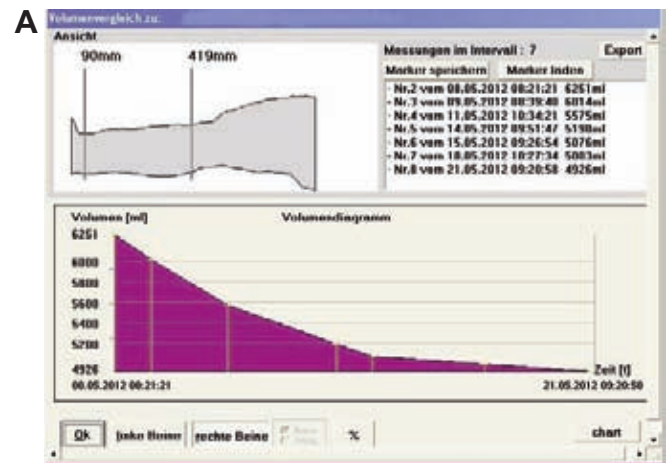 A
Volumenvergleich zu:
Ansicht
90mm
419mm
Messungen im Intervall : 7
Export
Marker speichern
Marker laden
- Nr.2 vom 08.05.2012 08:21:21 6251ml
- Nr.3 vom 09.05.2012 08:39:40 6014ml
- Nr.4 vom 11.05.2012 10:34:21 5575ml
- Nr.5 vom 14.05.2012 09:51:47 5190ml
- Nr.6 vom 15.05.2012 09:26:54 5076ml
- Nr.7 vom 18.05.2012 10:27:34 5003ml
- Nr.8 vom 21.05.2012 09:20:58 4926ml
Volumen [ml]
Volumendiagramm
6251
6000
5800
5600
5400
5200
4926
Zeit [t]
08.05.2012 08:21:21
21.05.2012 09:20:58
Ok
linke Beine
rechte Beine
%
chart